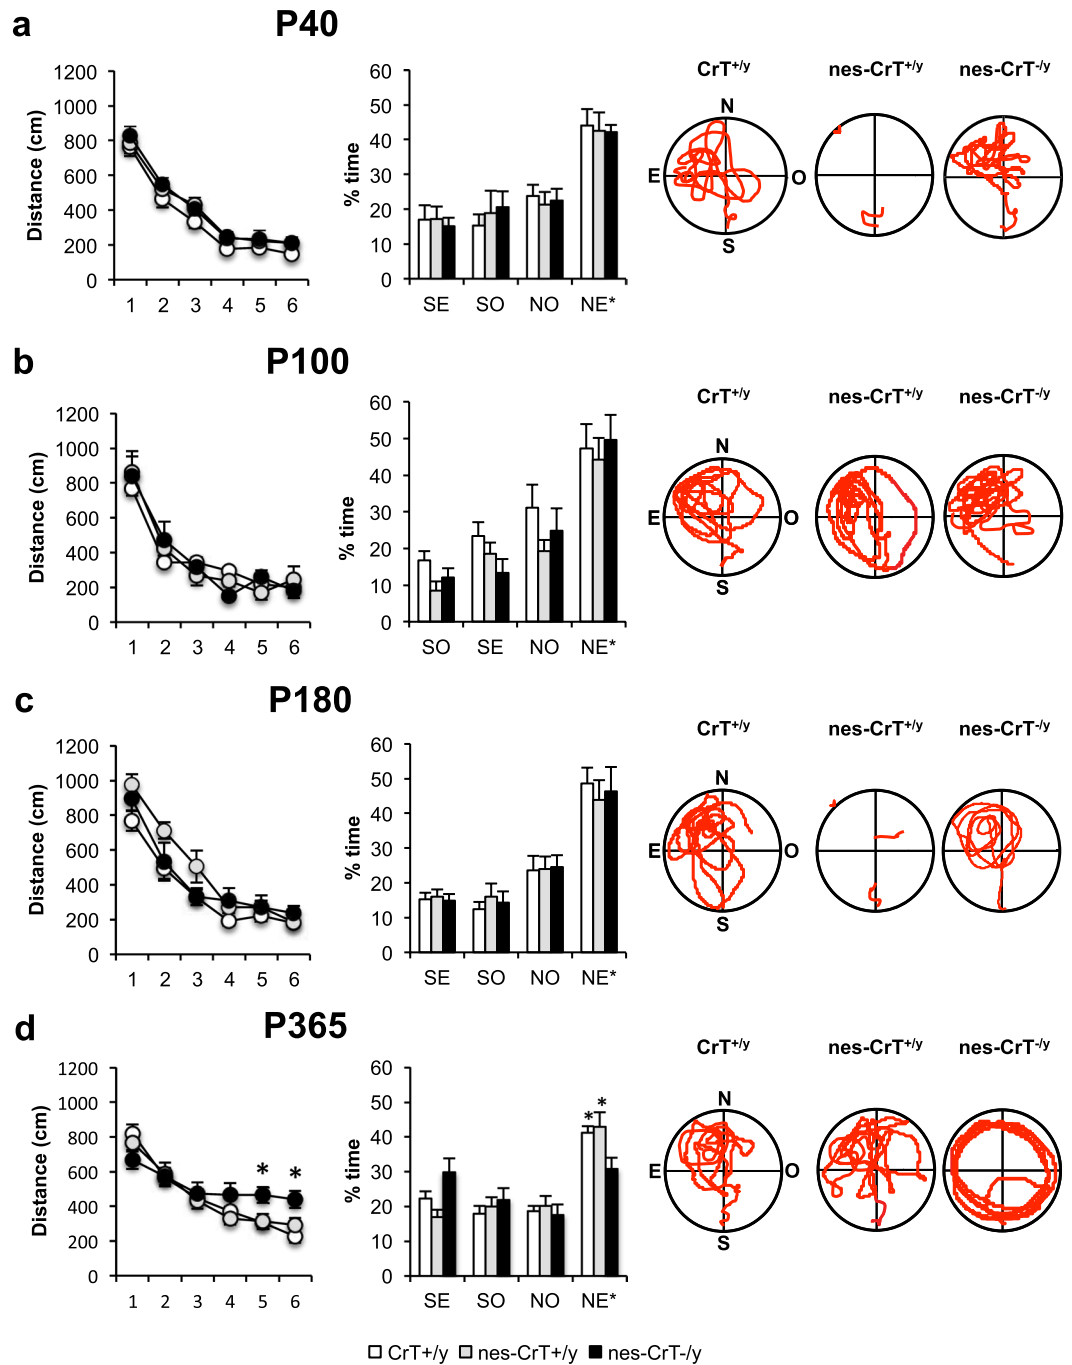 a P40
1200
1000
800
600
400
200
0
Distance (cm)
1 2 3 4 5 6
60
50
40
30
20
10
0
% time
SE SO NO NE*
CrT+/y nes-CrT+/y nes-CrT-/y
N
E O
S
b P100
1200
1000
800
600
400
200
0
Distance (cm)
1 2 3 4 5 6
60
50
40
30
20
10
0
% time
SO SE NO NE*
CrT+/y nes-CrT+/y nes-CrT-/y
N
E O
S
c P180
1200
1000
800
600
400
200
0
Distance (cm)
1 2 3 4 5 6
60
50
40
30
20
10
0
% time
SE SO NO NE*
CrT+/y nes-CrT+/y nes-CrT-/y
N
E O
S
d P365
1200
1000
800
600
400
200
0
Distance (cm)
* *
1 2 3 4 5 6
60
50
40
30
20
10
0
% time
* *
SE SO NO NE*
CrT+/y nes-CrT+/y nes-CrT-/y
N
E O
S
CrT+/y nes-CrT+/y nes-CrT-/y